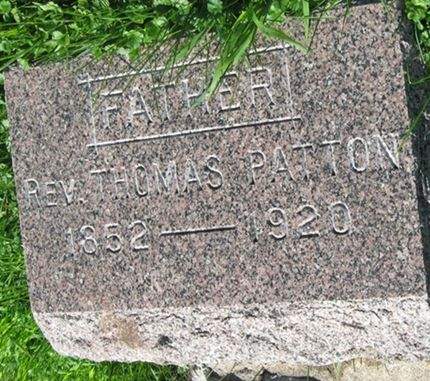 FATHER
REV. THOMAS PATTON
1852 — 1920